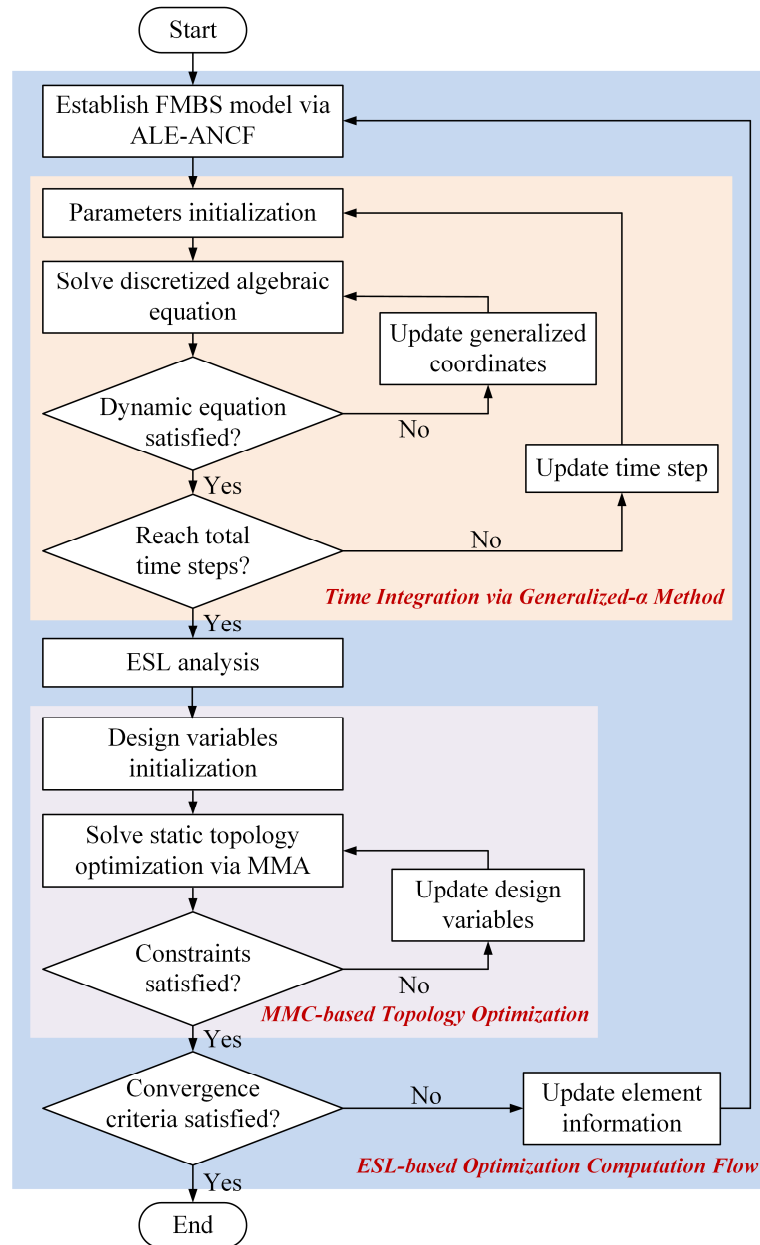 Start
Establish FMBS model via
ALE-ANCF
Parameters initialization
Solve discretized algebraic
equation
Update generalized
coordinates
Dynamic equation
satisfied?
No
Yes
Update time step
Reach total
time steps?
No
Time Integration via Generalized-α Method
Yes
ESL analysis
Design variables
initialization
Solve static topology
optimization via MMA
Update design
variables
Constraints
satisfied?
No
MMC-based Topology Optimization
Yes
Convergence
criteria satisfied?
No
Update element
information
ESL-based Optimization Computation Flow
Yes
End